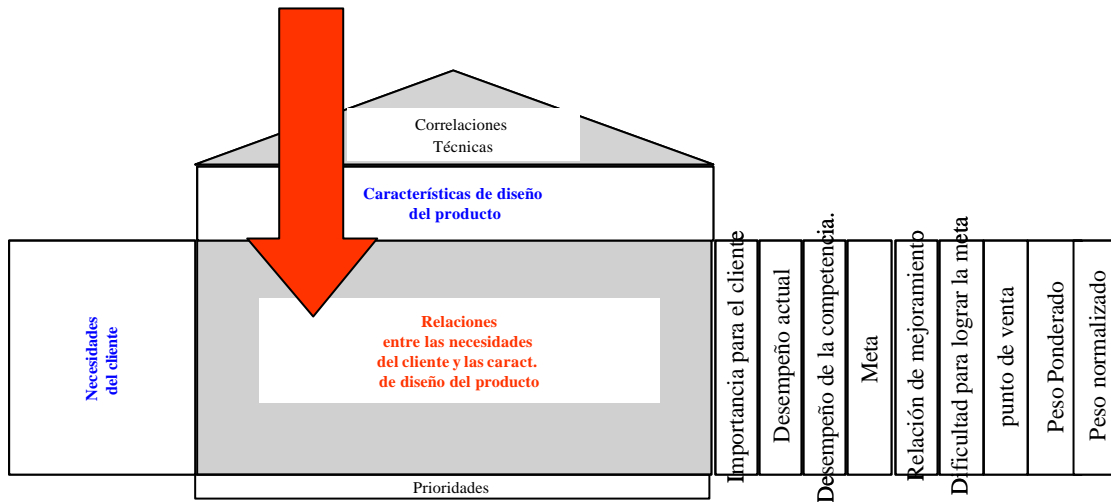 Correlaciones
Técnicas
Características de diseño
del producto
Necesidades
del cliente
Relaciones
entre las necesidades
del cliente y las caract.
de diseño del producto
Importancia para el cliente
Desempeño actual
Desempeño de la competencia.
Meta
Relación de mejoramiento
Dificultad para lograr la meta
punto de venta
Peso Ponderado
Peso normalizado
Prioridades